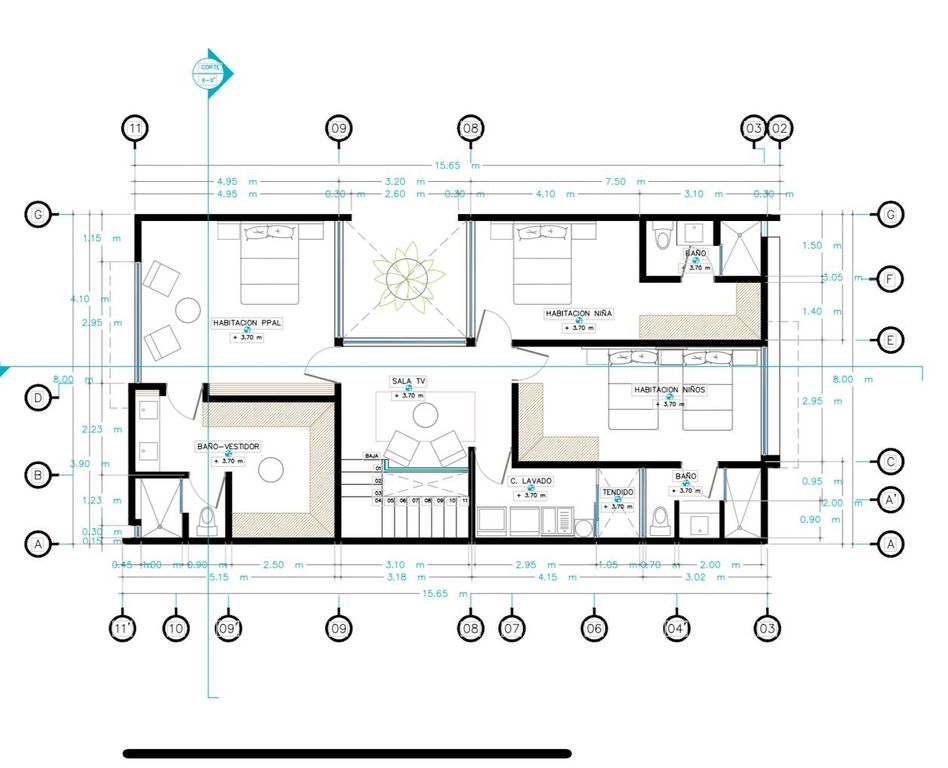 CORTE
X-X'
11 09 08 03 02
15.65 m
4.95 m 3.20 m 7.50 m
4.95 m 0.30 m 2.60 m 0.30 m 4.10 m 3.10 m 0.30 m
G G
1.15 m 1.50 m
BAÑO
+ 3.70 m
F
3.05 m
4.10 m
2.95 m
1.40 m
HABITACION PPAL
+ 3.70 m
HABITACION NIÑA
+ 3.70 m
E
8.00 m 8.00 m
SALA TV
+ 3.70 m
HABITACION NIÑOS
+ 3.70 m
D
2.95 m
2.23 m
BAÑO-VESTIDOR
+ 3.70 m
BAJA
3.90 m
B C
01
02
03
04 05 06 07 08 09 10 11
C. LAVADO
+ 3.70 m
TENDIDO
+ 3.70 m
BAÑO
+ 3.70 m
0.95 m
1.23 m
A'
2.00 m
0.90 m
0.30 m
0.15 m
A A
0.45 m 1.00 m 0.90 m 2.50 m 3.10 m 2.95 m 1.05 m 0.70 m 2.00 m
5.15 m 3.18 m 4.15 m 3.02 m
15.65 m
11' 10 09' 09 08 07 06 04' 03